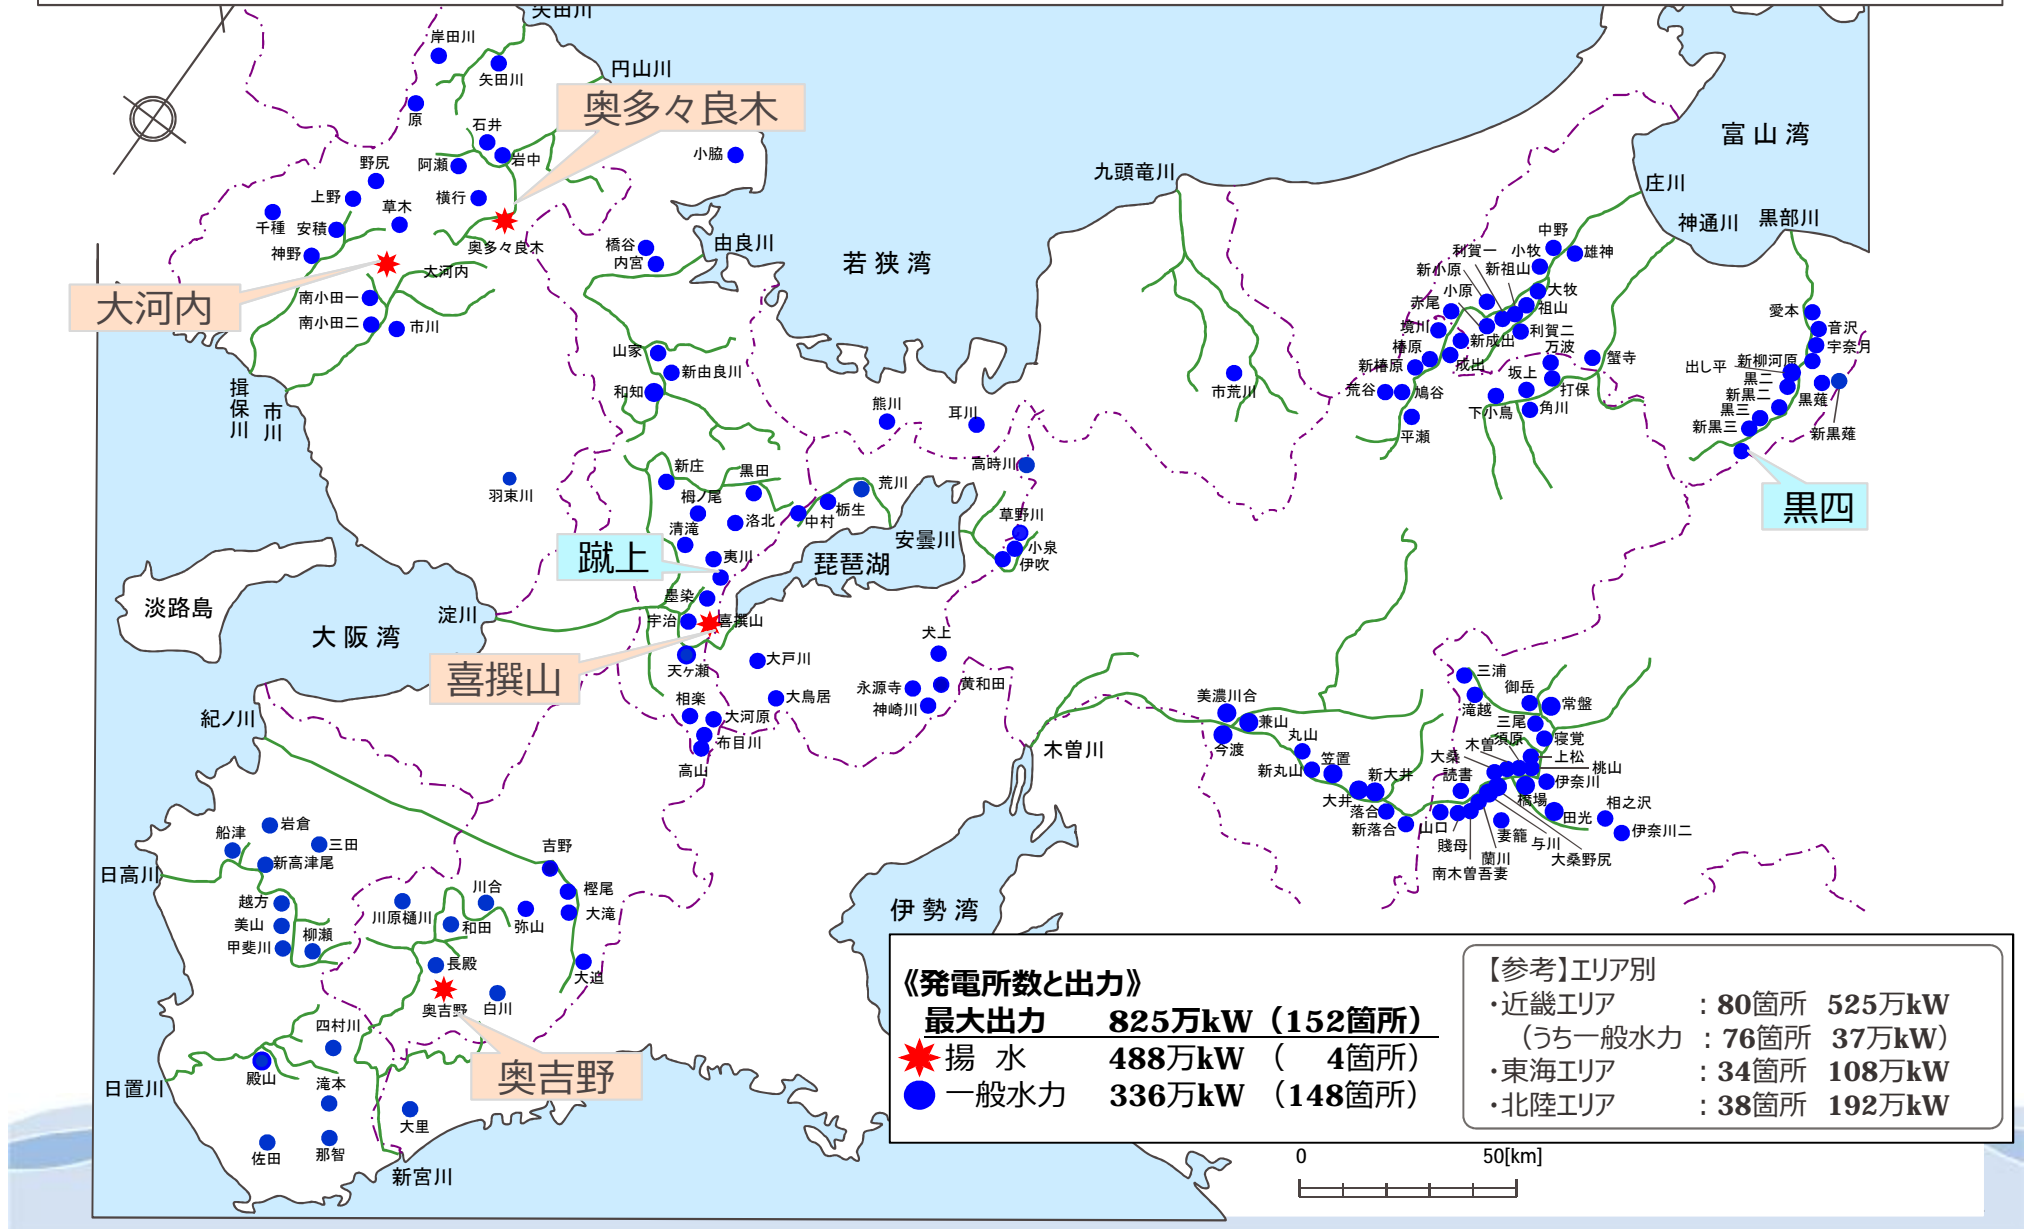 矢田川
岸田川
矢田川
円山川
奥多々良木
原
石井
岩中
阿瀬
野尻
上野
草木
横行
千種
安積
神野
奥多々良木
大河内
大河内
南小田一
南小田二
市川
揖保川
市川
小脇
橋谷
内宮
由良川
若狭湾
九頭竜川
富山湾
庄川
神通川
黒部川
中野
雄神
利賀一
小牧
新小原
新祖山
小原
大牧
祖山
赤尾
境川
利賀二
新成出
椿原
成出
新椿原
万波
蟹寺
荒谷
鳩谷
坂上
打保
下小鳥
角川
平瀬
愛本
音沢
宇奈月
新柳河原
出し平
黒二
新黒二
黒薙
黒三
新黒三
新黒薙
黒四
市荒川
山家
新由良川
和知
熊川
耳川
高時川
羽束川
新庄
黒田
荒川
栂ノ尾
栃生
洛北
中村
清滝
安曇川
草野川
小泉
伊吹
蹴上
夷川
琵琶湖
墨染
宇治
喜撰山
喜撰山
天ヶ瀬
淀川
淡路島
大阪湾
大戸川
大鳥居
相楽
大河原
布目川
高山
犬上
永源寺
黄和田
神崎川
紀ノ川
木曽川
美濃川合
兼山
今渡
丸山
新丸山
笠置
大井
新大井
落合
新落合
山口
賤母
南木曽吾妻
蘭川
妻籠
与川
大桑野尻
読書
大桑
木曽
須原
三浦
滝越
御岳
常盤
三尾
寝覚
上松
桃山
伊奈川
橋場
田光
相之沢
伊奈川二
岩倉
船津
三田
新高津尾
日高川
越方
美山
甲斐川
柳瀬
川原樋川
川合
和田
弥山
吉野
樫尾
大滝
大迫
長殿
奥吉野
白川
奥吉野
四村川
殿山
日置川
滝本
大里
佐田
那智
新宮川
伊勢湾
《発電所数と出力》
最大出力 825万kW（152箇所）
揚水 488万kW（ 4箇所）
一般水力 336万kW （148箇所）
【参考】エリア別
・近畿エリア ：80箇所 525万kW
（うち一般水力 ：76箇所 37万kW）
・東海エリア ：34箇所 108万kW
・北陸エリア ：38箇所 192万kW
0 50[km]